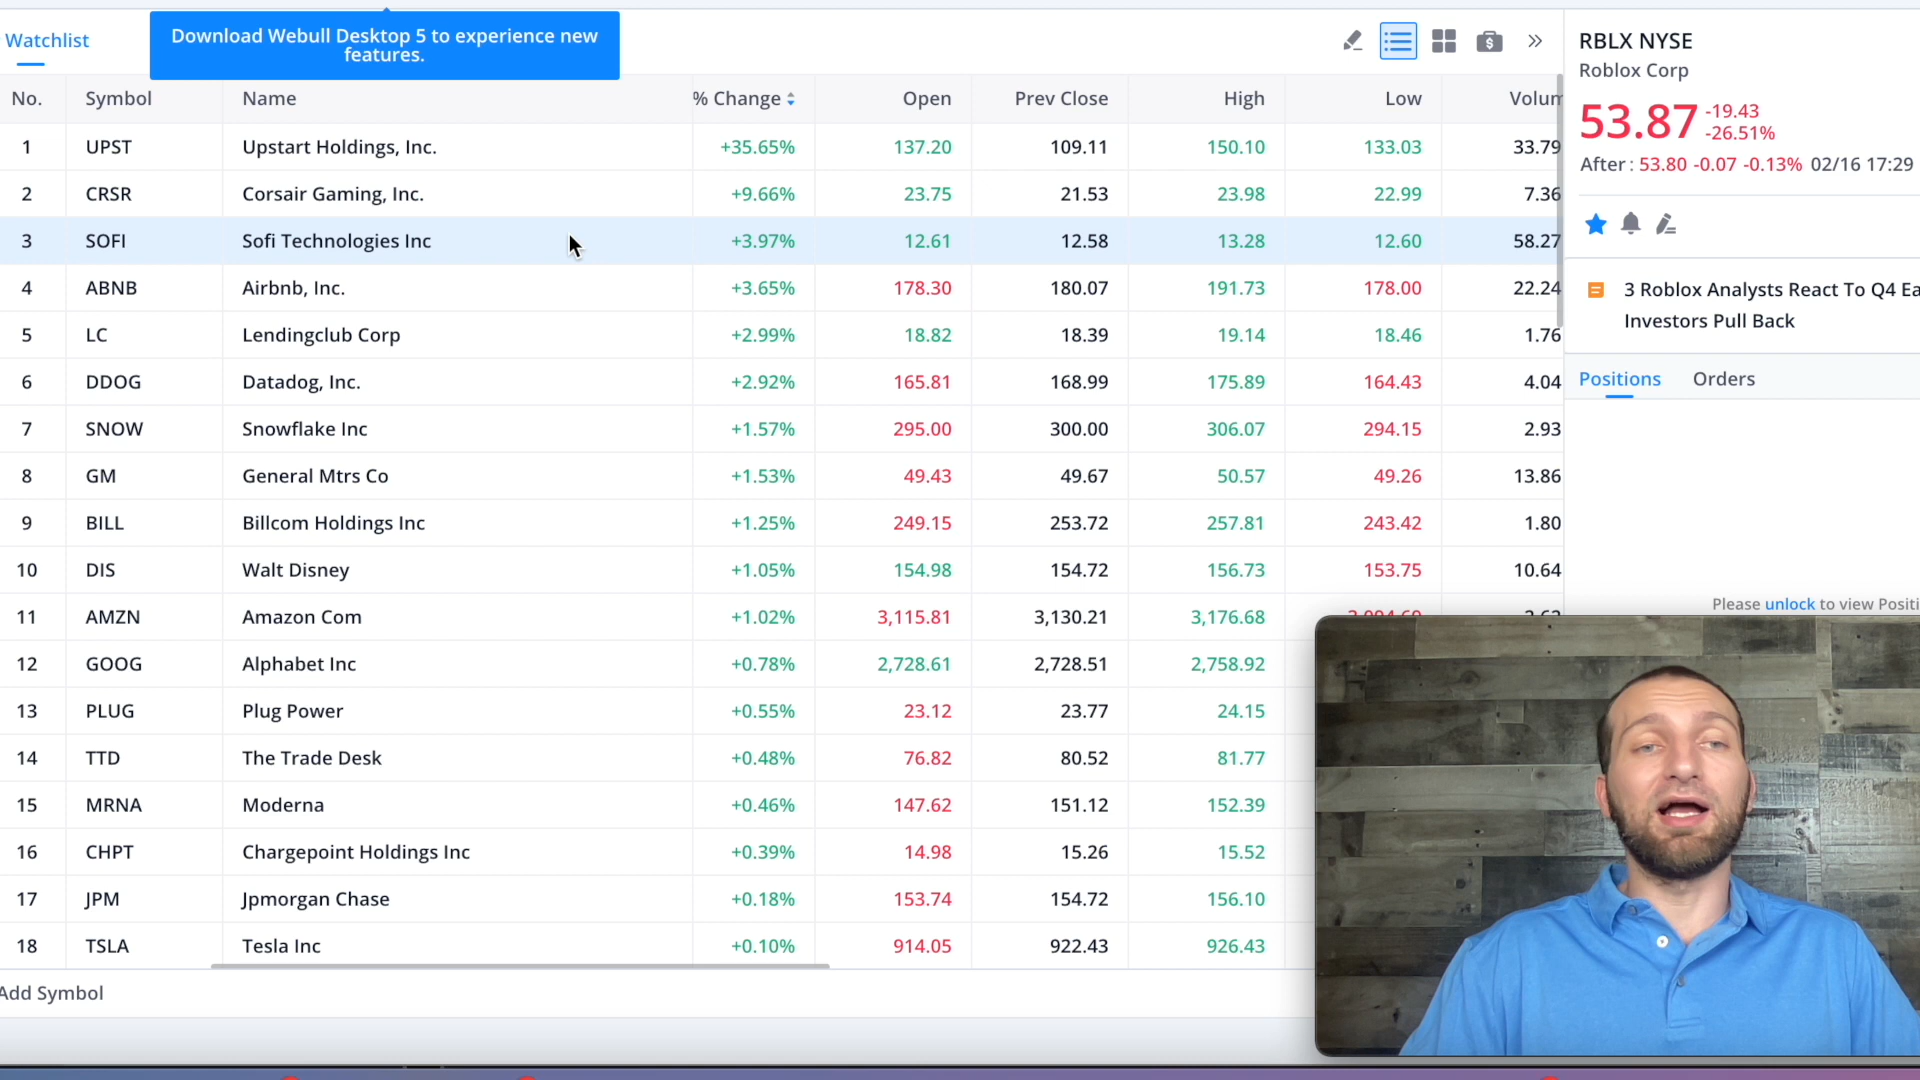 Watchlist
Download Webull Desktop 5 to experience new
features.
No. Symbol Name % Change Open Prev Close High Low
1 UPST Upstart Holdings, Inc. +35.65% 137.20 109.11 150.10 133.03 33.79
2 CRSR Corsair Gaming, Inc. +9.66% 23.75 21.53 23.98 22.99 7.36
3 SOFI Sofi Technologies Inc +3.97% 12.61 12.58 13.28 12.60 58.27
4 ABNB Airbnb, Inc. +3.65% 178.30 180.07 191.73 178.00 22.24
5 LC Lendingclub Corp +2.99% 18.82 18.39 19.14 18.46 1.76
6 DDOG Datadog, Inc. +2.92% 165.81 168.99 175.89 164.43 4.04
7 SNOW Snowflake Inc +1.57% 295.00 300.00 306.07 294.15 2.93
8 GM General Mtrs Co +1.53% 49.43 49.67 50.57 49.26 13.86
9 BILL Billcom Holdings Inc +1.25% 249.15 253.72 257.81 243.42 1.80
10 DIS Walt Disney +1.05% 154.98 154.72 156.73 153.75 10.64
11 AMZN Amazon Com +1.02% 3,115.81 3,130.21 3,176.68
12 GOOG Alphabet Inc +0.78% 2,728.61 2,728.51 2,758.92
13 PLUG Plug Power +0.55% 23.12 23.77 24.15
14 TTD The Trade Desk +0.48% 76.82 80.52 81.77
15 MRNA Moderna +0.46% 147.62 151.12 152.39
16 CHPT Chargepoint Holdings Inc +0.39% 14.98 15.26 15.52
17 JPM Jpmorgan Chase +0.18% 153.74 154.72 156.10
18 TSLA Tesla Inc +0.10% 914.05 922.43 926.43
Add Symbol
RBLX NYSE
Roblox Corp
53.87 -19.43
-26.51%
After: 53.80 -0.07 -0.13% 02/16 17:29
3 Roblox Analysts React To Q4 Ea
Investors Pull Back
Positions Orders
Please unlock to view Positi